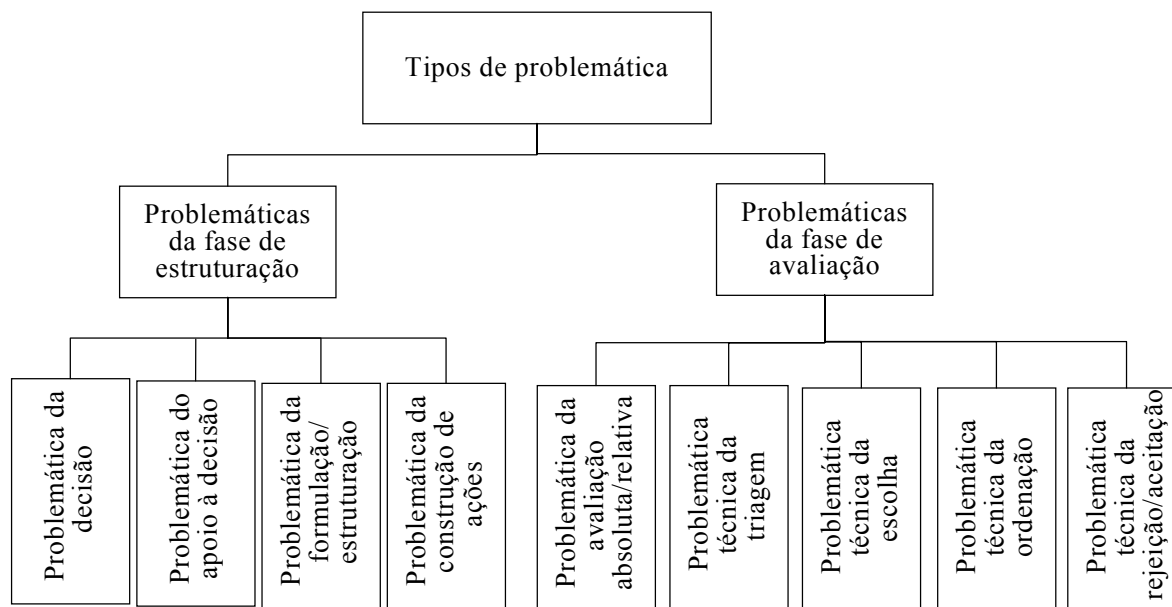 Tipos de problemática
Problemáticas
da fase de
estruturação
Problemáticas
da fase de
avaliação
Problemática da
decisão
Problemática do
apoio à decisão
Problemática da
formulação/
estruturação
Problemática da
construção de
ações
Problemática da
avaliação
absoluta/relativa
Problemática
técnica da
triagem
Problemática
técnica da
escolha
Problemática
técnica da
ordenação
Problemática
técnica da
rejeição/aceitação